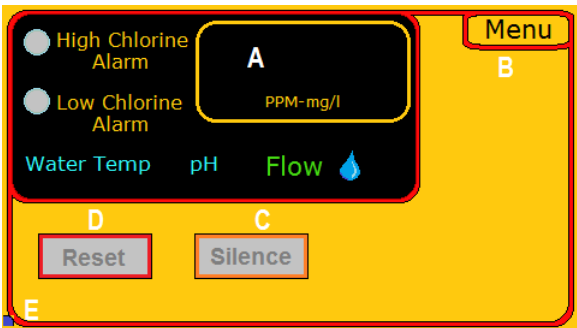 High Chlorine
Alarm
A
Menu
B
Low Chlorine
Alarm
PPM-mg/l
Water Temp pH Flow
D C
Reset Silence
E